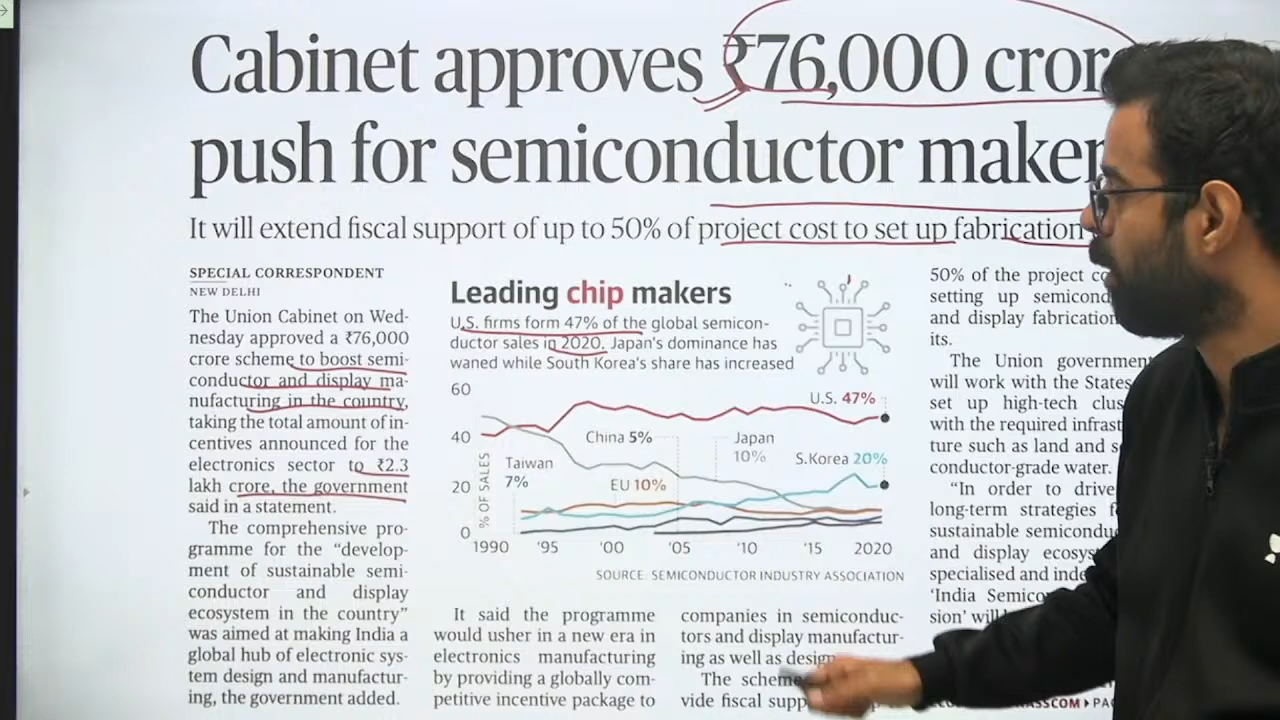 Cabinet approves ₹76,000 crore
push for semiconductor maker
It will extend fiscal support of up to 50% of project cost to set up fabrication
SPECIAL CORRESPONDENT
NEW DELHI
The Union Cabinet on Wed-
nesday approved a ₹76,000
crore scheme to boost semi-
conductor and display ma-
nufacturing in the country,
taking the total amount of in-
centives announced for the
electronics sector to ₹2.3
lakh crore, the government
said in a statement.
The comprehensive pro-
gramme for the “develop-
ment of sustainable semi-
conductor and display
ecosystem in the country”
was aimed at making India a
global hub of electronic sys-
tem design and manufactur-
ing, the government added.
Leading chip makers
U.S. firms form 47% of the global semicon-
ductor sales in 2020. Japan's dominance has
waned while South Korea's share has increased
% OF SALES
60
40
20
0
U.S. 47%
China 5%
Japan
10%
S.Korea 20%
Taiwan
7%
EU 10%
1990 '95 '00 '05 '10 '15 2020
SOURCE: SEMICONDUCTOR INDUSTRY ASSOCIATION
It said the programme
would usher in a new era in
electronics manufacturing
by providing a globally com-
petitive incentive package to
companies in semiconduc-
tors and display manufactur-
ing as well as design
The scheme
vide fiscal supp
50% of the project
setting up semicond
and display fabrication
its.
The Union government
will work with the States
set up high-tech clus
with the required infrast
ture such as land and
conductor-grade water.
“In order to drive
long-term strategies
sustainable semicondu
and display ecosys
specialised and inde
‘India Semico
sion’ will
SSCOM